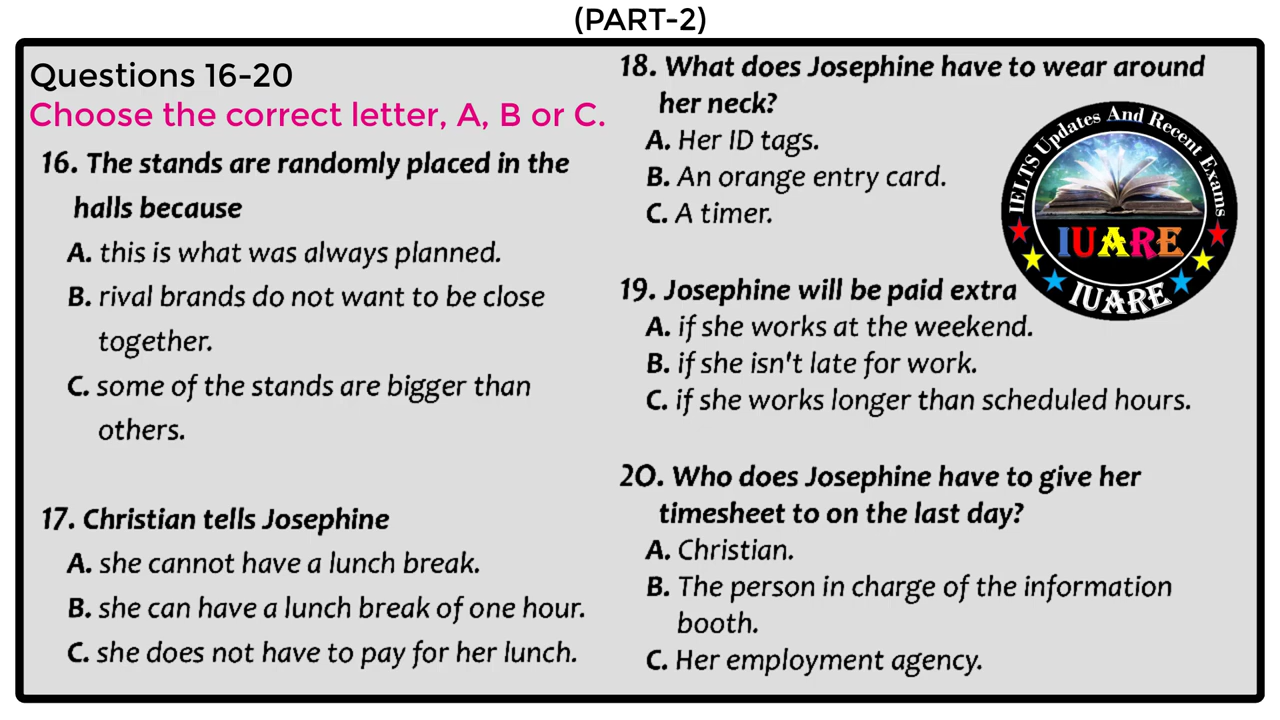 (PART-2)
Questions 16-20
Choose the correct letter, A, B or C.
16. The stands are randomly placed in the
halls because
A. this is what was always planned.
B. rival brands do not want to be close
together.
C. some of the stands are bigger than
others.
17. Christian tells Josephine
A. she cannot have a lunch break.
B. she can have a lunch break of one hour.
C. she does not have to pay for her lunch.
18. What does Josephine have to wear around
her neck?
A. Her ID tags.
B. An orange entry card.
C. A timer.
19. Josephine will be paid extra
A. if she works at the weekend.
B. if she isn't late for work.
C. if she works longer than scheduled hours.
20. Who does Josephine have to give her
timesheet to on the last day?
A. Christian.
B. The person in charge of the information
booth.
C. Her employment agency.
IELTS Updates And Recent Exams
IUARE
IUARE